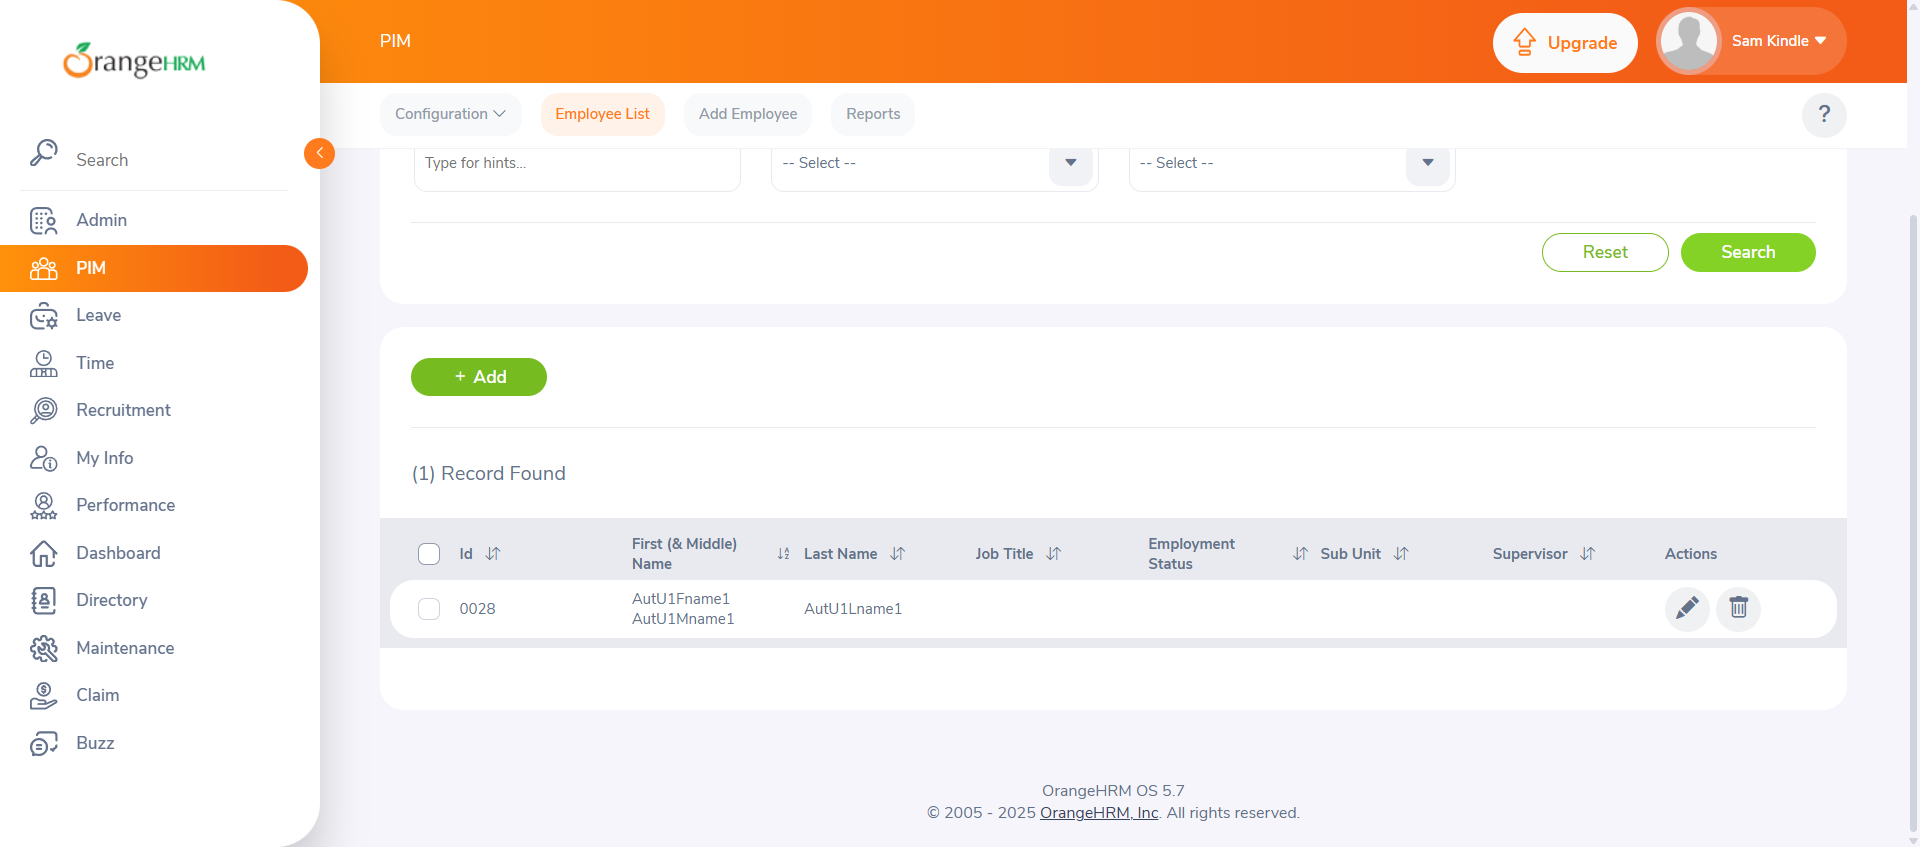 OrangeHRM
PIM
Upgrade
Sam Kindle
Configuration
Employee List
Add Employee
Reports
?
Search
Admin
PIM
Leave
Time
Recruitment
My Info
Performance
Dashboard
Directory
Maintenance
Claim
Buzz
Type for hints...
-- Select --
-- Select --
Reset
Search
+ Add
(1) Record Found
Id
First (& Middle)
Name
Last Name
Job Title
Employment
Status
Sub Unit
Supervisor
Actions
0028
AutU1Fname1
AutU1Mname1
AutU1Lname1
OrangeHRM OS 5.7
© 2005 - 2025 OrangeHRM, Inc. All rights reserved.